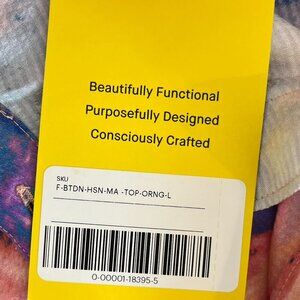 Beautifully Functional
Purposefully Designed
Consciously Crafted
SKU
F-BTDN-HSN-MA -TOP-ORNG-L
0-00001-18395-5